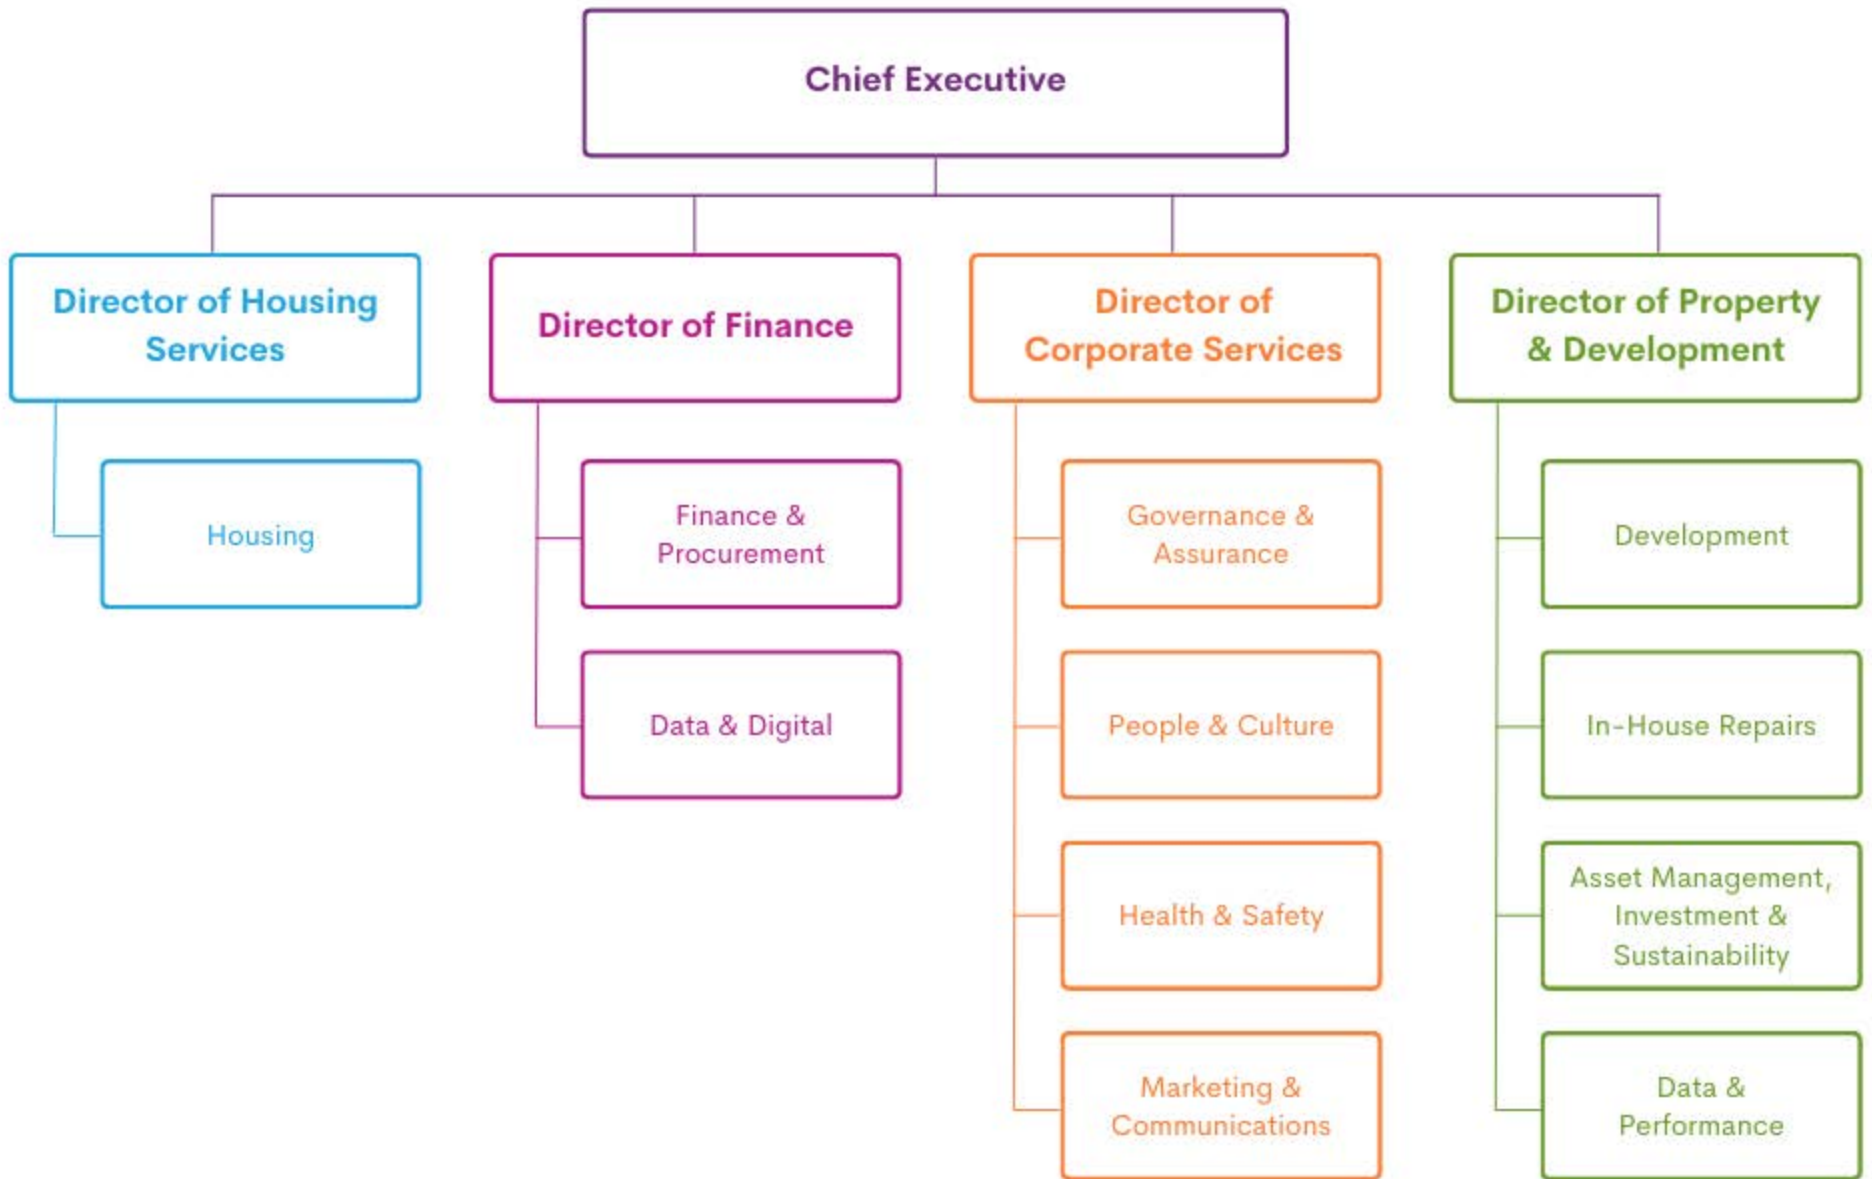 Chief Executive
Director of Housing
Services
Director of Finance
Director of
Corporate Services
Director of Property
& Development
Housing
Finance &
Procurement
Data & Digital
Governance &
Assurance
People & Culture
Health & Safety
Marketing &
Communications
Development
In-House Repairs
Asset Management,
Investment &
Sustainability
Data &
Performance